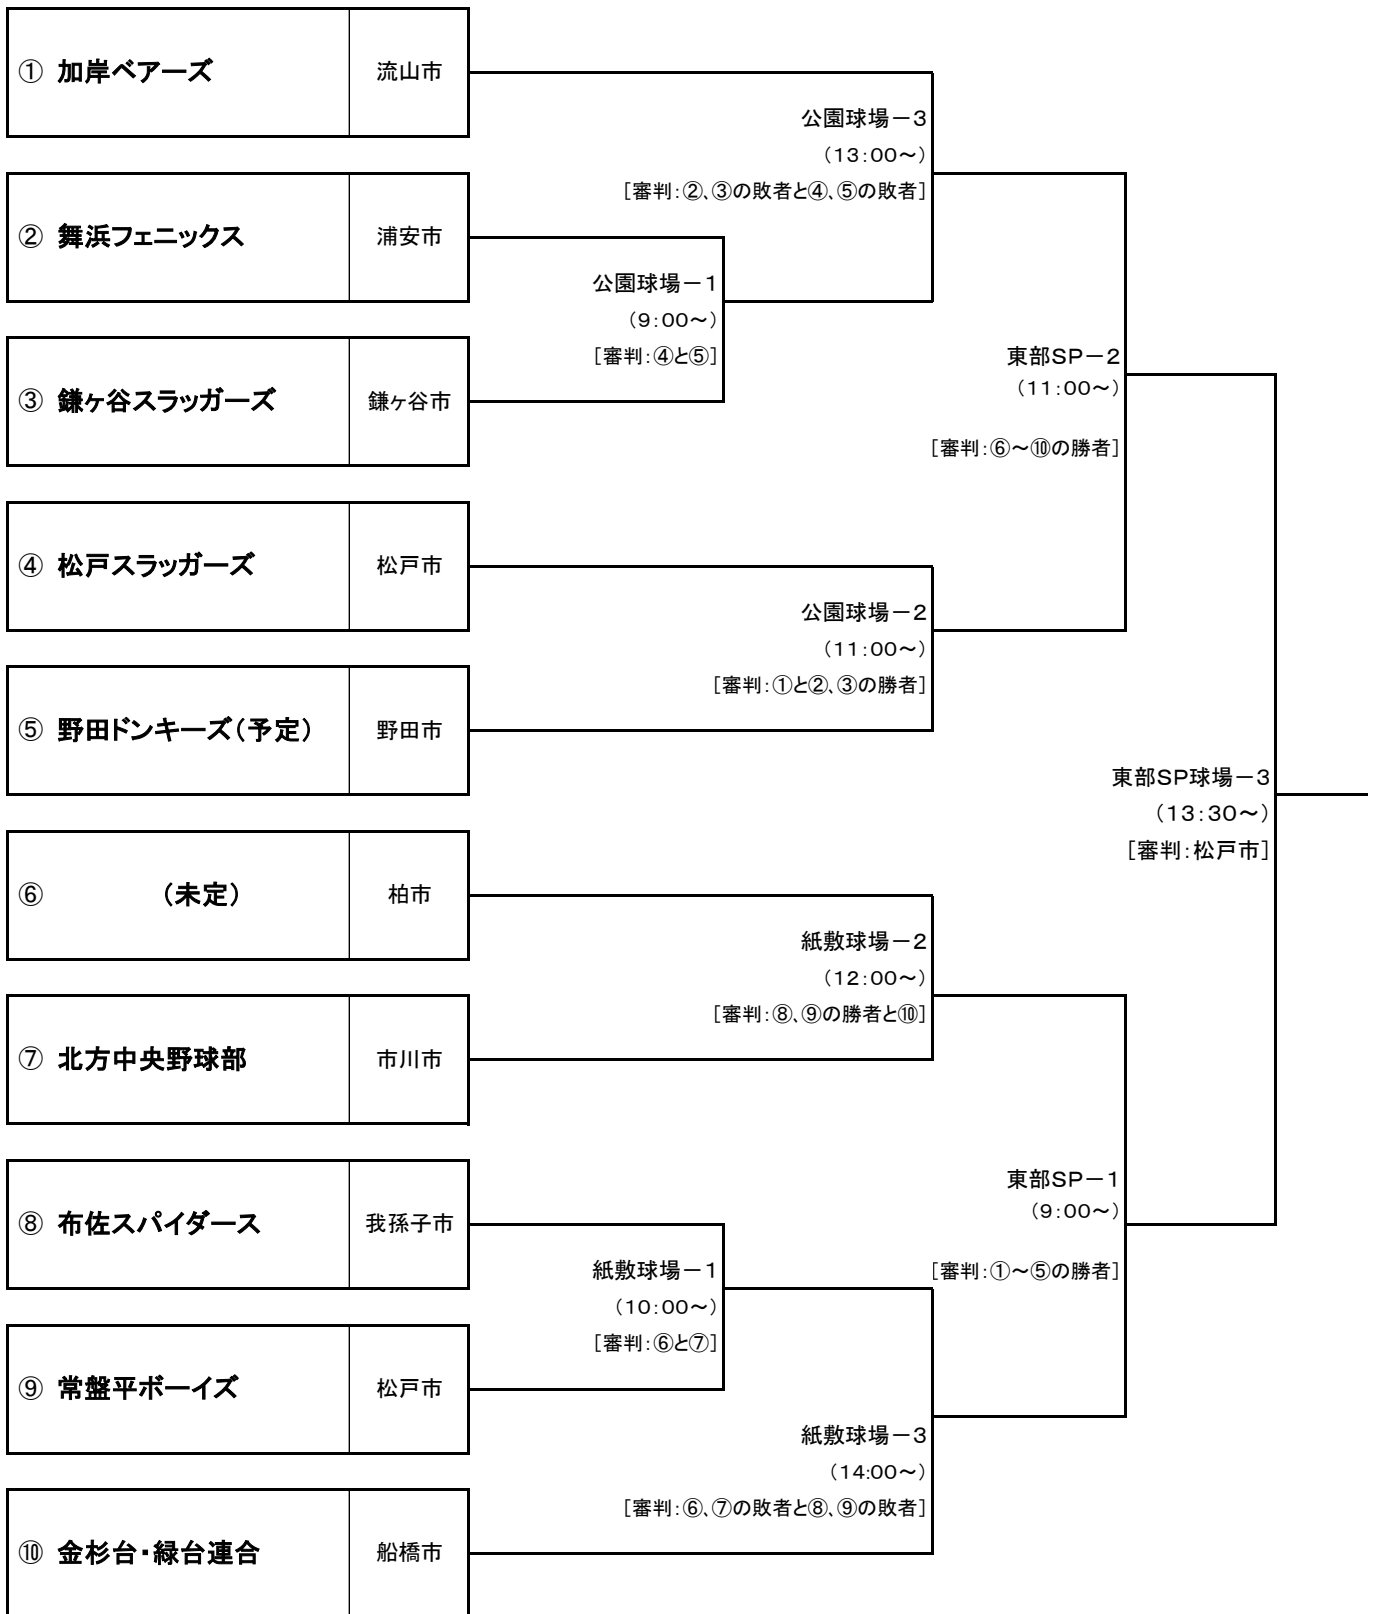 ① 加岸ベアーズ 流山市
公園球場－3
（13:00～）
［審判：②、③の敗者と④、⑤の敗者］
② 舞浜フェニックス 浦安市
公園球場－1
（9:00～）
［審判：④と⑤］
③ 鎌ヶ谷スラッガーズ 鎌ヶ谷市
東部SP－2
（11:00～）
［審判：⑥～⑩の勝者］
④ 松戸スラッガーズ 松戸市
公園球場－2
（11:00～）
［審判：①と②、③の勝者］
⑤ 野田ドンキーズ（予定） 野田市
東部SP球場－3
（13:30～）
［審判：松戸市］
⑥ （未定） 柏市
紙敷球場－2
（12:00～）
［審判：⑧、⑨の勝者と⑩］
⑦ 北方中央野球部 市川市
東部SP－1
（9:00～）
［審判：①～⑤の勝者］
⑧ 布佐スパイダース 我孫子市
紙敷球場－1
（10:00～）
［審判：⑥と⑦］
⑨ 常盤平ボーイズ 松戸市
紙敷球場－3
（14:00～）
［審判：⑥、⑦の敗者と⑧、⑨の敗者］
⑩ 金杉台・緑台連合 船橋市